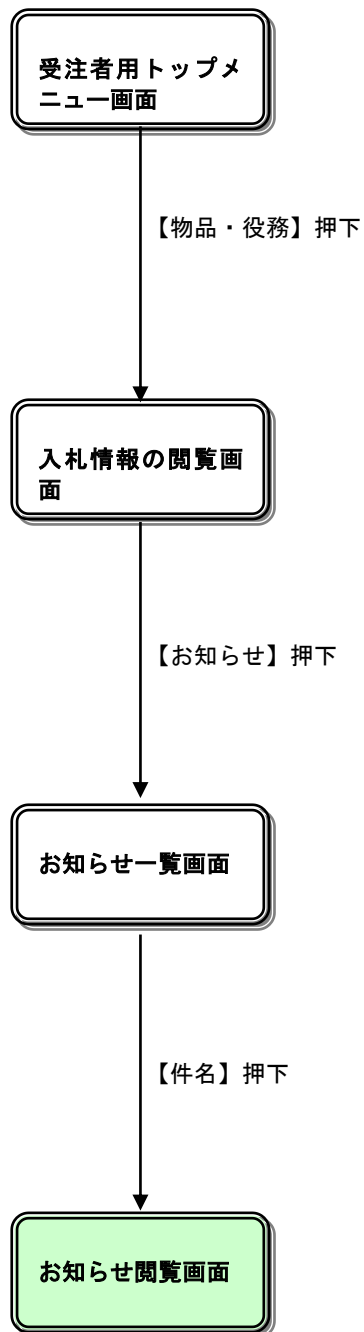 受注者用トップメ
ニュー画面
【物品・役務】押下
入札情報の閲覧画
面
【お知らせ】押下
お知らせ一覧画面
【件名】押下
お知らせ閲覧画面